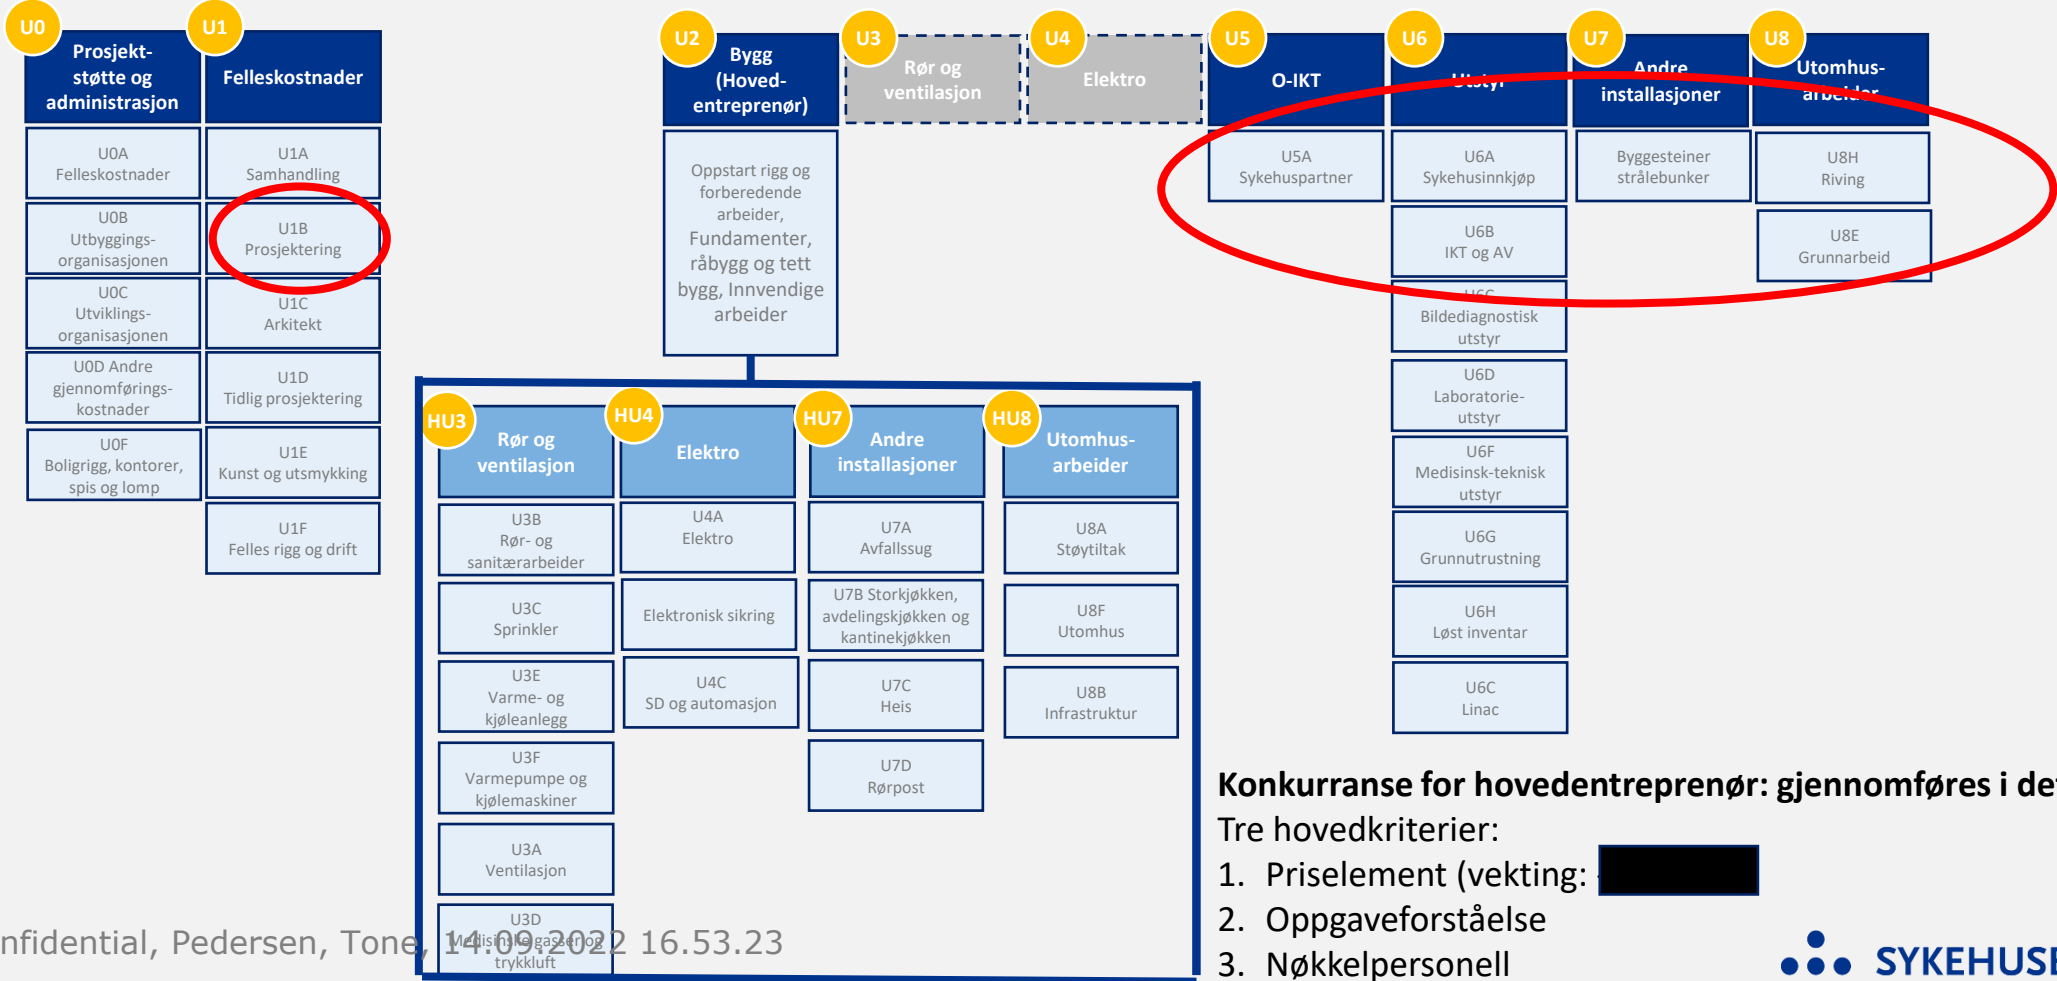 U0
Prosjekt-
støtte og
administrasjon
U0A
Felleskostnader
U0B
Utbyggings-
organisasjonen
U0C
Utviklings-
organisasjonen
U0D Andre
gjennomførings-
kostnader
U0F
Boligrigg, kontorer,
spis og lomp
U1
Felleskostnader
U1A
Samhandling
U1B
Prosjektering
U1C
Arkitekt
U1D
Tidlig prosjektering
U1E
Kunst og utsmykking
U1F
Felles rigg og drift
U2
Bygg
(Hoved-
entreprenør)
Oppstart rigg og
forberedende
arbeider,
Fundamenter,
råbygg og tett
bygg, Innvendige
arbeider
U3
Rør og
ventilasjon
U4
Elektro
U5
O-IKT
U5A
Sykehuspartner
U6
Utstyr
U6A
Sykehusinnkjøp
U6B
IKT og AV
U6C
Bildediagnostisk
utstyr
U6D
Laboratorie-
utstyr
U6F
Medisinsk-teknisk
utstyr
U6G
Grunnutrustning
U6H
Løst inventar
U6C
Linac
U7
Andre
installasjoner
Byggesteiner
strålebunker
U8
Utomhus-
arbeider
U8H
Riving
U8E
Grunnarbeid
HU3
Rør og
ventilasjon
U3B
Rør- og
sanitærarbeider
U3C
Sprinkler
U3E
Varme- og
kjøleanlegg
U3F
Varmepumpe og
kjølemaskiner
U3A
Ventilasjon
U3D
Medisinske gasser og
trykkluft
HU4
Elektro
U4A
Elektro
Elektronisk sikring
U4C
SD og automasjon
HU7
Andre
installasjoner
U7A
Avfallssug
U7B Storkjøkken,
avdelingskjøkken og
kantinekjøkken
U7C
Heis
U7D
Rørpost
HU8
Utomhus-
arbeider
U8A
Støytiltak
U8F
Utomhus
U8B
Infrastruktur
Konkurranse for hovedentreprenør: gjennomføres i de
Tre hovedkriterier:
1. Priselement (vekting:
2. Oppgaveforståelse
3. Nøkkelpersonell
nfidential, Pedersen, Tone, 14.09.2022 16.53.23
SYKEHUSE